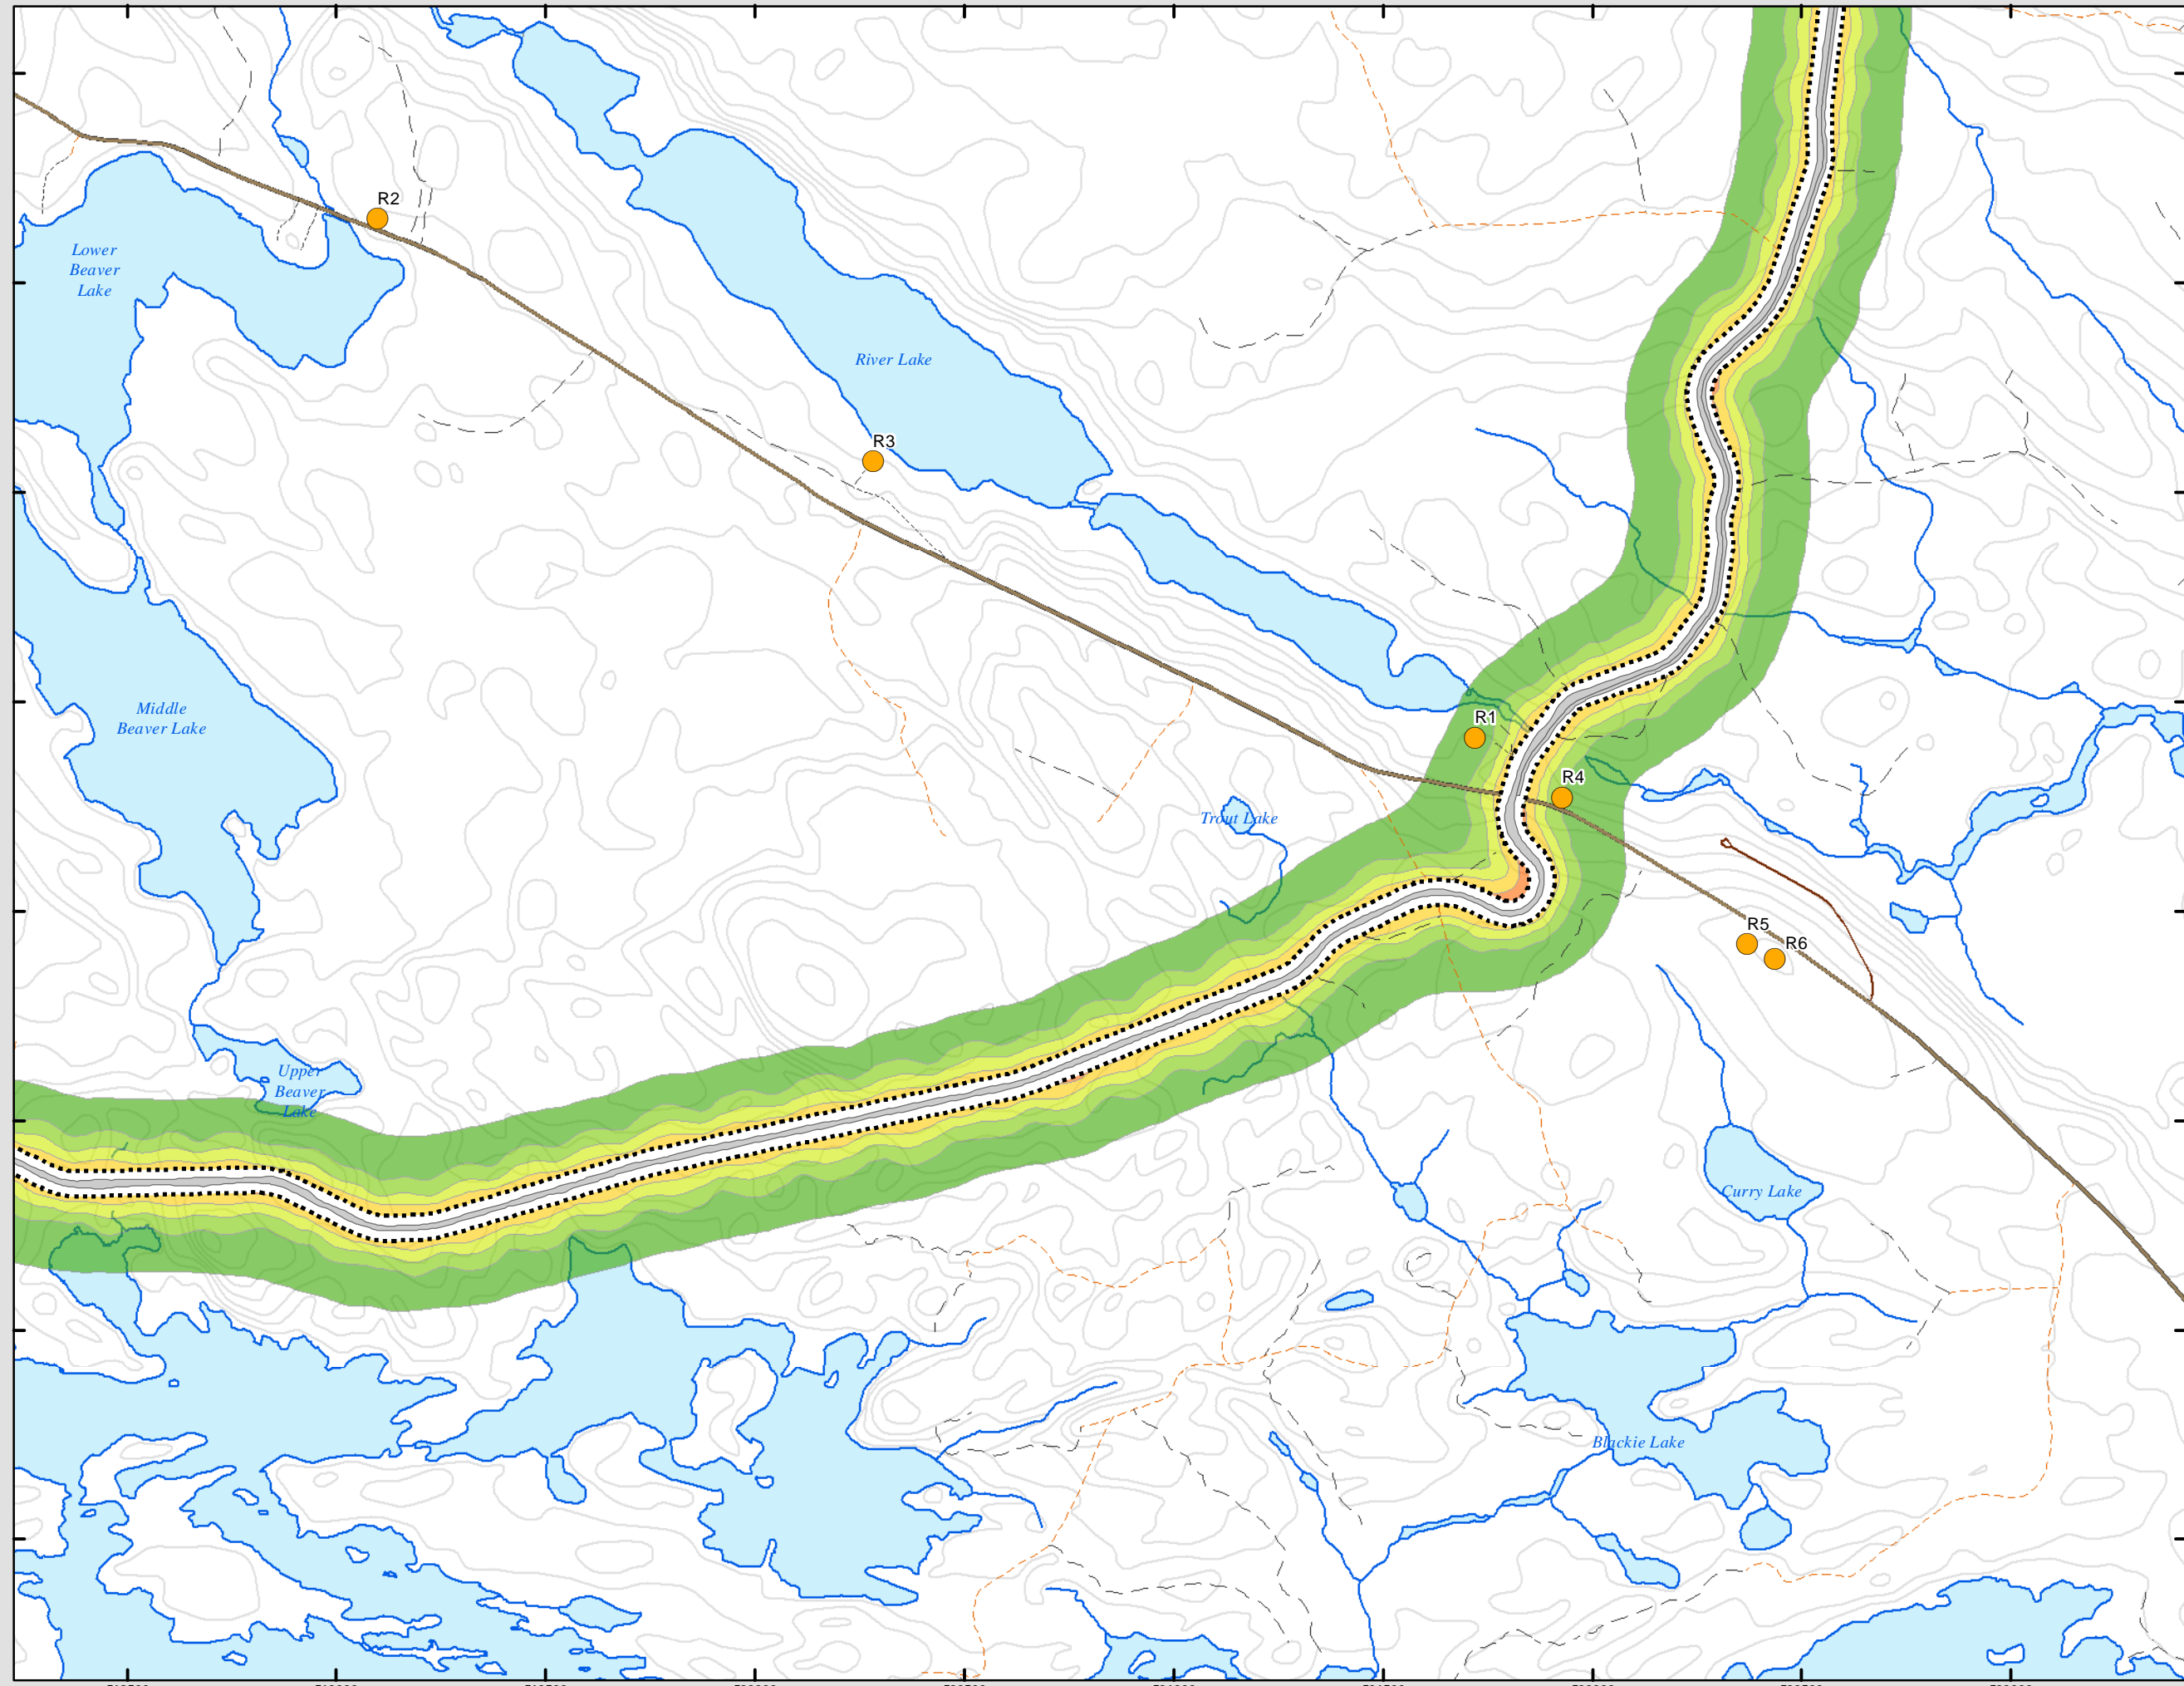 R2
Lower
Beaver
Lake
River Lake
R3
Middle
Beaver Lake
R1
R4
Trout Lake
R5
R6
Upper
Beaver
Lake
Curry Lake
Blackie Lake